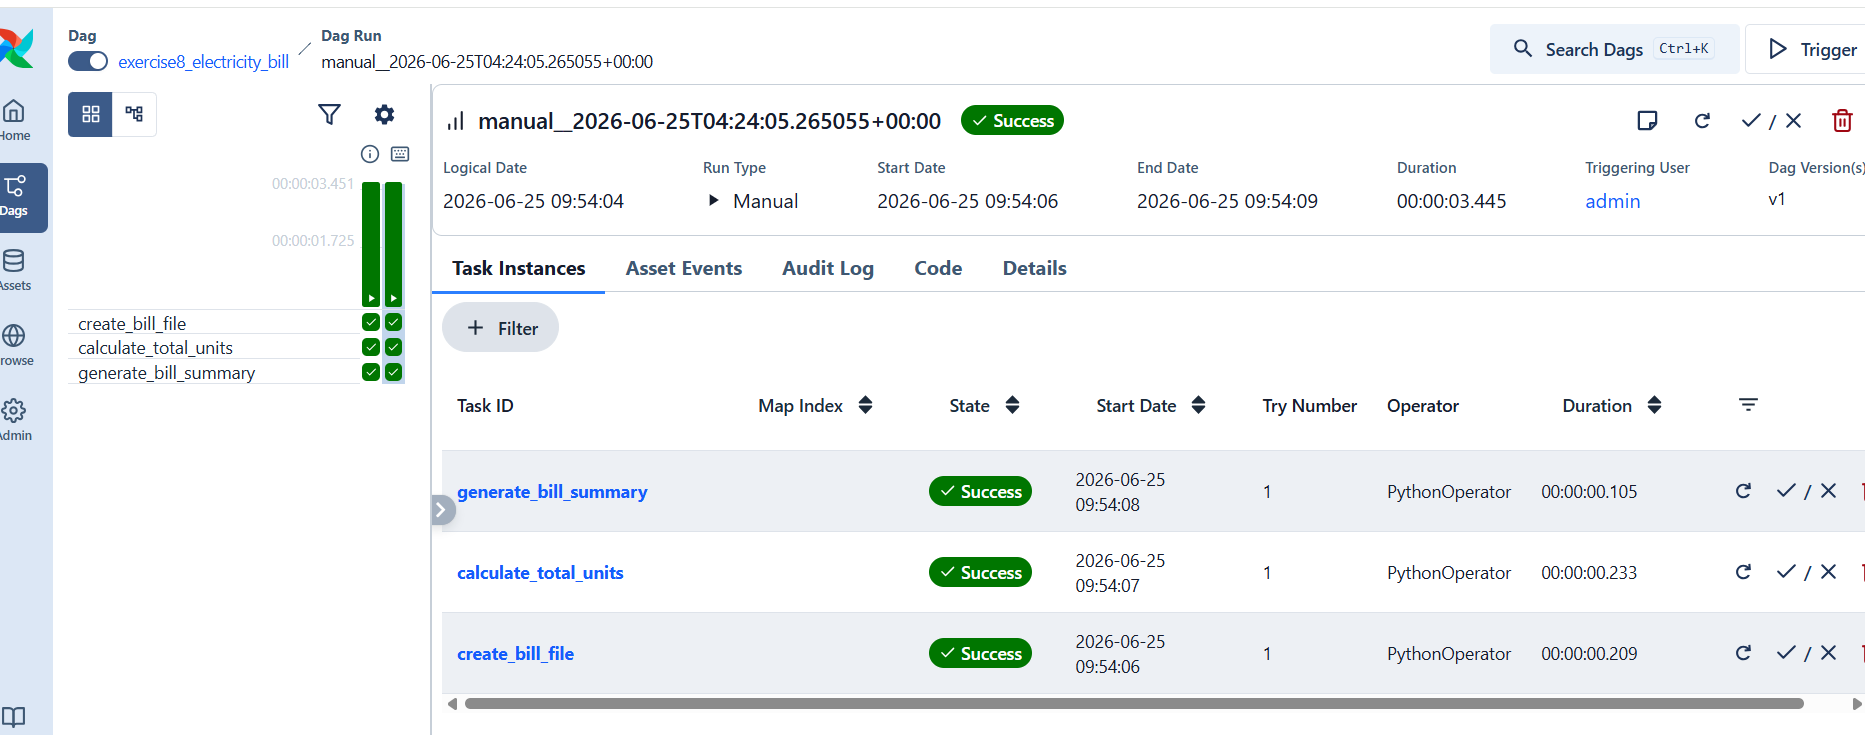 Dag
exercise8_electricity_bill
Dag Run
manual__2026-06-25T04:24:05.265055+00:00
Search Dags Ctrl+K
Trigger
Home
Dags
Assets
Browse
Admin
00:00:03.451
00:00:01.725
create_bill_file
calculate_total_units
generate_bill_summary
manual__2026-06-25T04:24:05.265055+00:00 Success
Logical Date Run Type Start Date End Date Duration Triggering User Dag Version(s)
2026-06-25 09:54:04 Manual 2026-06-25 09:54:06 2026-06-25 09:54:09 00:00:03.445 admin v1
Task Instances Asset Events Audit Log Code Details
+ Filter
Task ID Map Index State Start Date Try Number Operator Duration
generate_bill_summary Success 2026-06-25 09:54:08 1 PythonOperator 00:00:00.105
calculate_total_units Success 2026-06-25 09:54:07 1 PythonOperator 00:00:00.233
create_bill_file Success 2026-06-25 09:54:06 1 PythonOperator 00:00:00.209